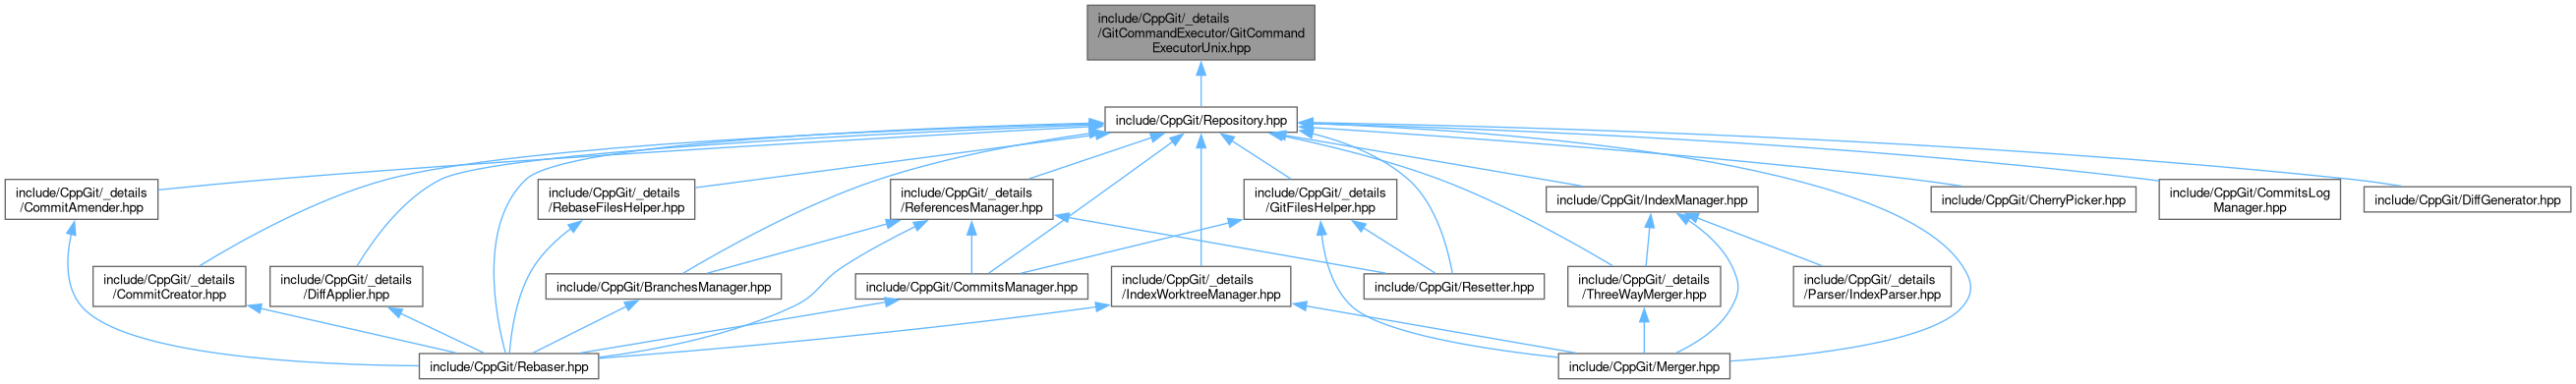 include/CppGit/_details
/GitCommandExecutor/GitCommand
ExecutorUnix.hpp
include/CppGit/Repository.hpp
include/CppGit/_details
/CommitAmender.hpp
include/CppGit/_details
/RebaseFilesHelper.hpp
include/CppGit/_details
/ReferencesManager.hpp
include/CppGit/_details
/GitFilesHelper.hpp
include/CppGit/IndexManager.hpp
include/CppGit/CherryPicker.hpp
include/CppGit/CommitsLog
Manager.hpp
include/CppGit/DiffGenerator.hpp
include/CppGit/_details
/CommitCreator.hpp
include/CppGit/_details
/DiffApplier.hpp
include/CppGit/BranchesManager.hpp
include/CppGit/CommitsManager.hpp
include/CppGit/_details
/IndexWorktreeManager.hpp
include/CppGit/Resetter.hpp
include/CppGit/_details
/ThreeWayMerger.hpp
include/CppGit/_details
/Parser/IndexParser.hpp
include/CppGit/Rebaser.hpp
include/CppGit/Merger.hpp